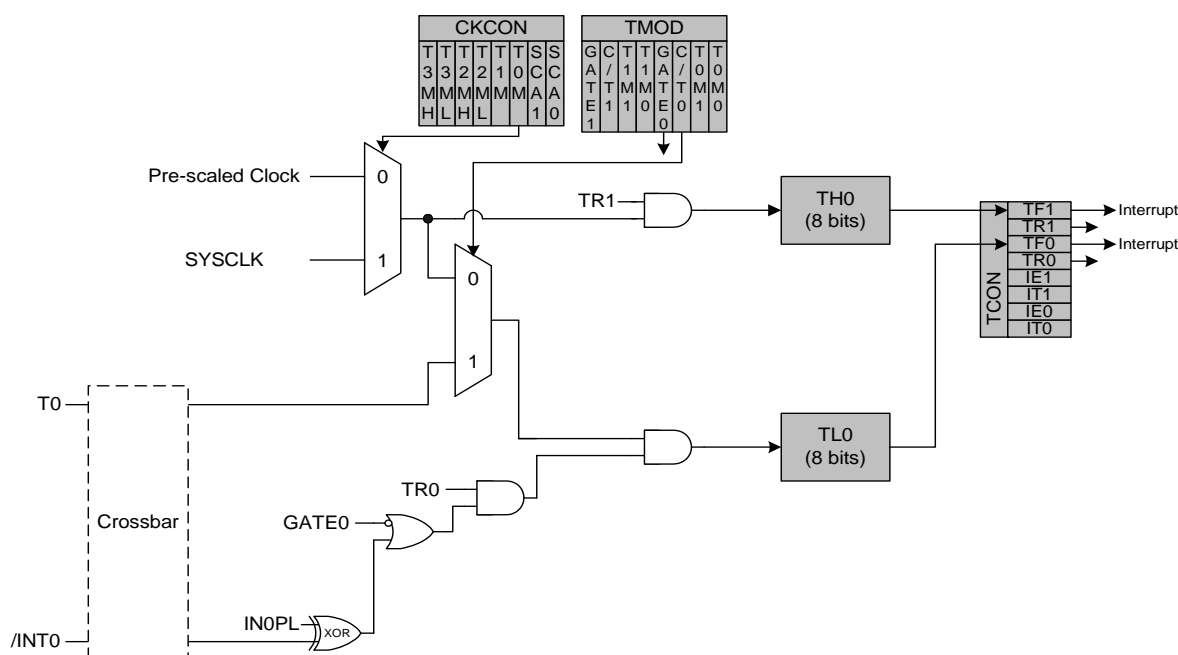 CKCON
T3MH
T3ML
T2MH
T2ML
T1M
T0M
SCA1
SCA0
TMOD
GATE1
C/T1
T1M1
T1M0
GATE0
C/T0
T0M1
T0M0
Pre-scaled Clock
0
SYSCLK
1
TR1
TH0
(8 bits)
0
1
TCON
TF1
TR1
TF0
TR0
IE1
IT1
IE0
IT0
Interrupt
Interrupt
T0
Crossbar
/INT0
TL0
(8 bits)
TR0
GATE0
IN0PL
XOR